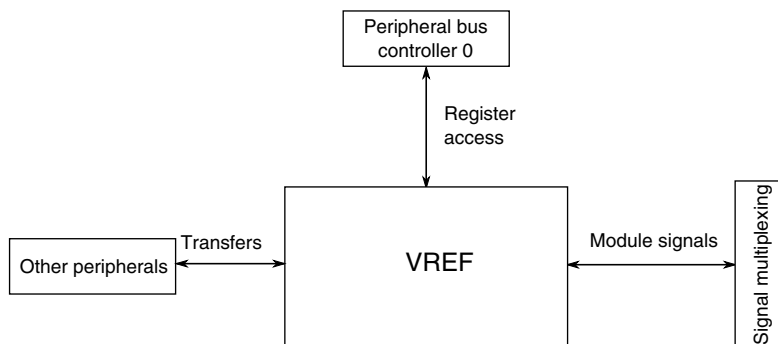 Peripheral bus
controller 0
Register
access
Transfers
Other peripherals
VREF
Module signals
Signal multiplexing